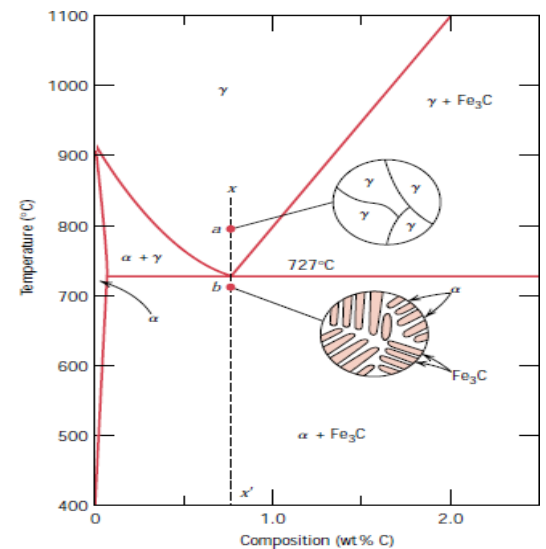 1100
1000
900
800
700
600
500
400
Temperature (°C)
γ
γ + Fe₃C
x
a
γ
γ
γ
γ
α + γ
727°C
b
α
α
Fe₃C
α + Fe₃C
x'
0
1.0
2.0
Composition (wt% C)